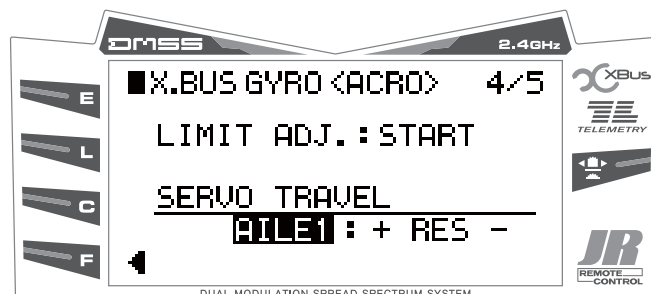 DMSS 2.4GHz
■X.BUS GYRO <ACRO> 4/5
XBus
E
TELEMETRY
LIMIT ADJ.:START
L
SERVO TRAVEL
C
AILE1 : + RES -
F
JR
REMOTE
CONTROL
DUAL MODULATION SPREAD SPECTRUM SYSTEM